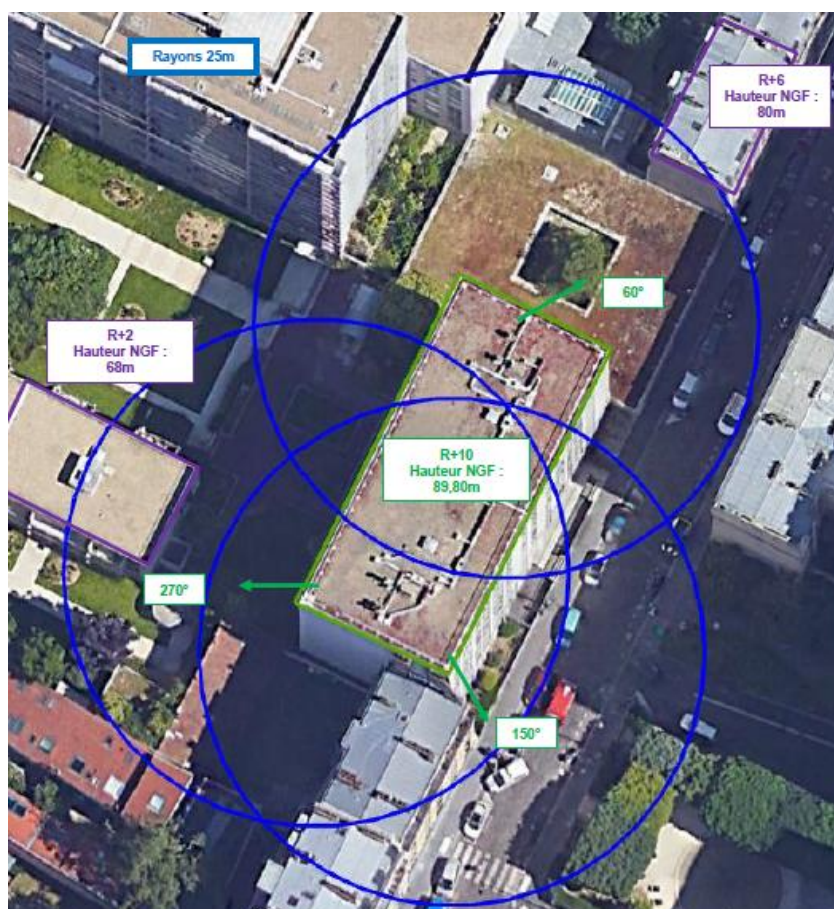 Rayons 25m
R+6
Hauteur NGF :
80m
60°
R+2
Hauteur NGF :
68m
R+10
Hauteur NGF :
89,80m
270°
150°